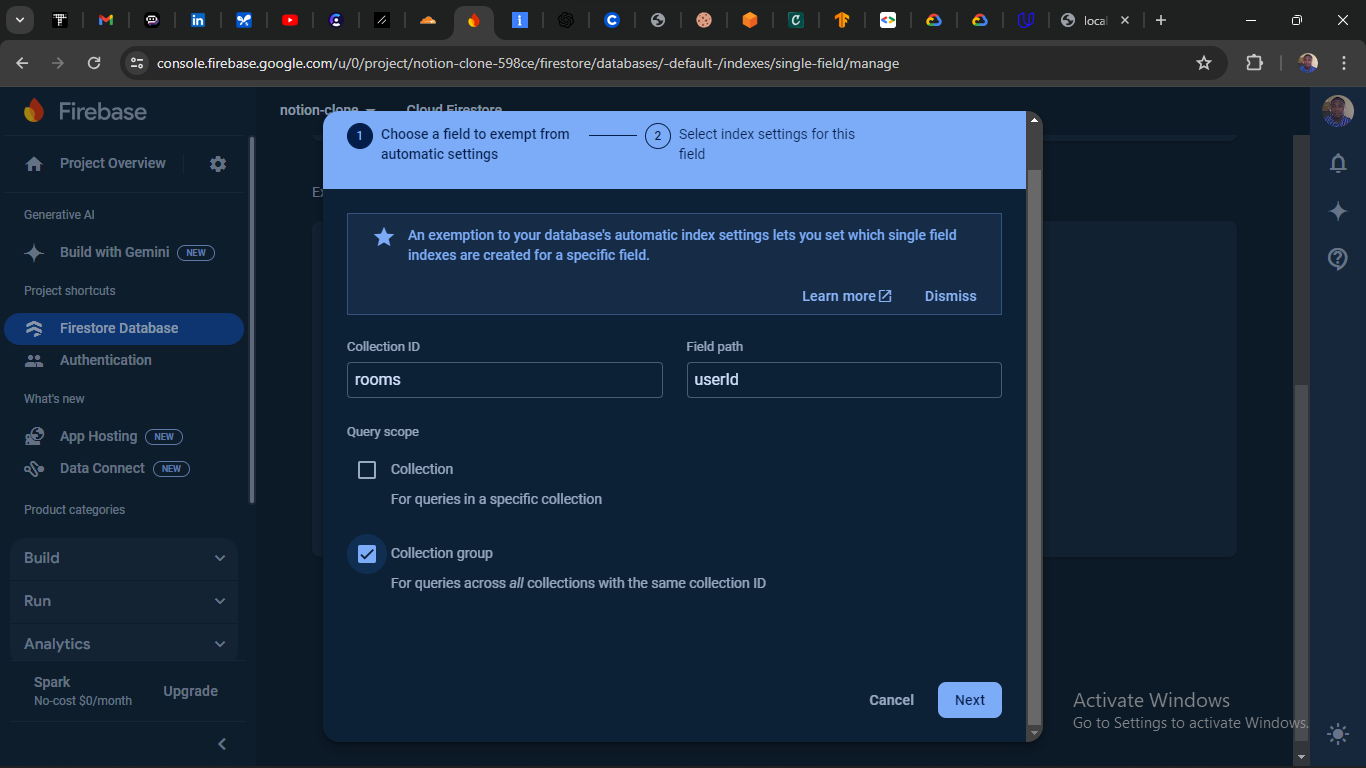 console.firebase.google.com/u/0/project/notion-clone-598ce/firestore/databases/-default-/indexes/single-field/manage
local
Firebase
notion-clone
Cloud Firestore
Project Overview
Generative AI
Build with Gemini
NEW
Project shortcuts
Firestore Database
Authentication
What's new
App Hosting
NEW
Data Connect
NEW
Product categories
Build
Run
Analytics
Spark
No-cost $0/month
Upgrade
1
Choose a field to exempt from
automatic settings
2
Select index settings for this
field
An exemption to your database's automatic index settings lets you set which single field
indexes are created for a specific field.
Learn more
Dismiss
Collection ID
Field path
rooms
userId
Query scope
Collection
For queries in a specific collection
Collection group
For queries across all collections with the same collection ID
Cancel
Next
Activate Windows
Go to Settings to activate Windows.